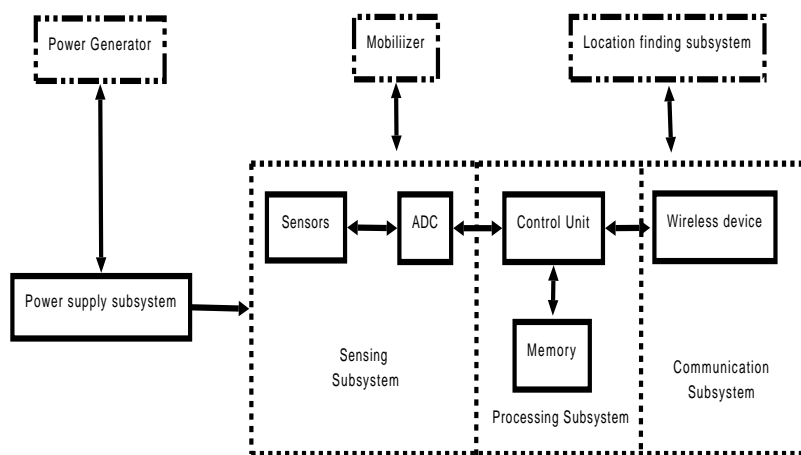 Power Generator
Mobiliizer
Location finding subsystem
Sensors
ADC
Control Unit
Wireless device
Power supply subsystem
Memory
Sensing
Subsystem
Processing Subsystem
Communication
Subsystem